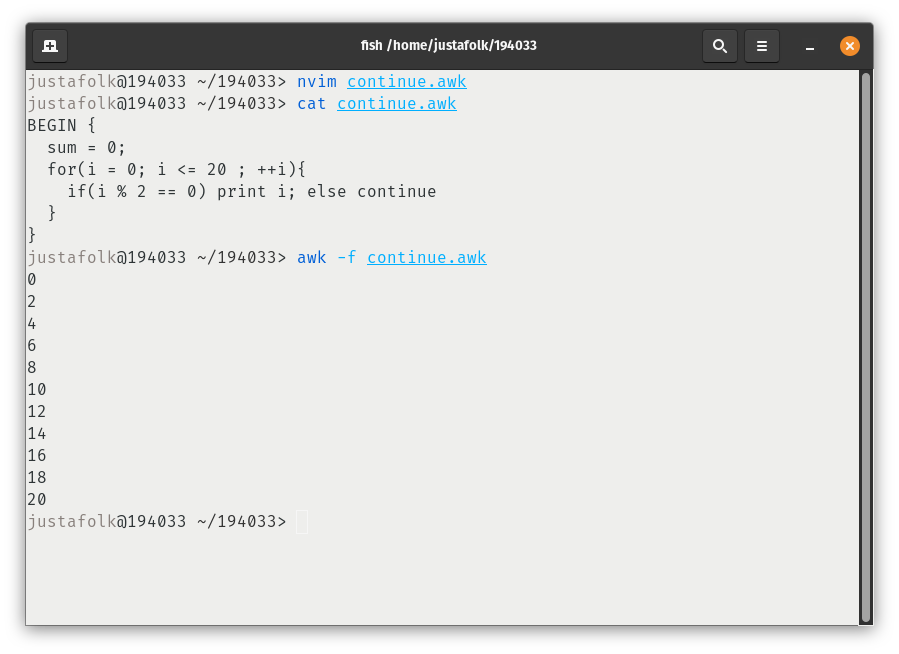 fish /home/justafolk/194033
justafolk@194033 ~/194033> nvim continue.awk
justafolk@194033 ~/194033> cat continue.awk
BEGIN {
  sum = 0;
  for(i = 0; i <= 20 ; ++i){
    if(i % 2 == 0) print i; else continue
  }
}
justafolk@194033 ~/194033> awk -f continue.awk
0
2
4
6
8
10
12
14
16
18
20
justafolk@194033 ~/194033>